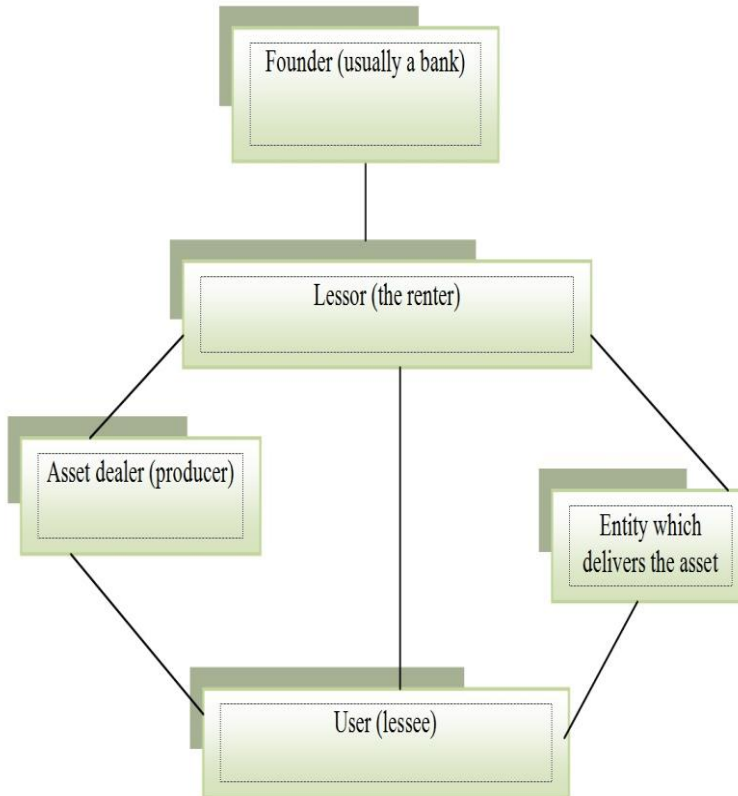 Founder (usually a bank)
Lessor (the renter)
Asset dealer (producer)
Entity which
delivers the asset
User (lessee)